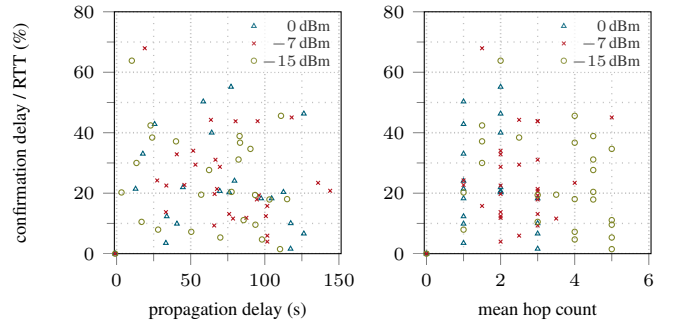 confirmation delay / RTT (%)
80
60
40
20
0
0 dBm
−7 dBm
−15 dBm
0 50 100 150
propagation delay (s)
80
60
40
20
0
0 dBm
−7 dBm
−15 dBm
0 2 4 6
mean hop count